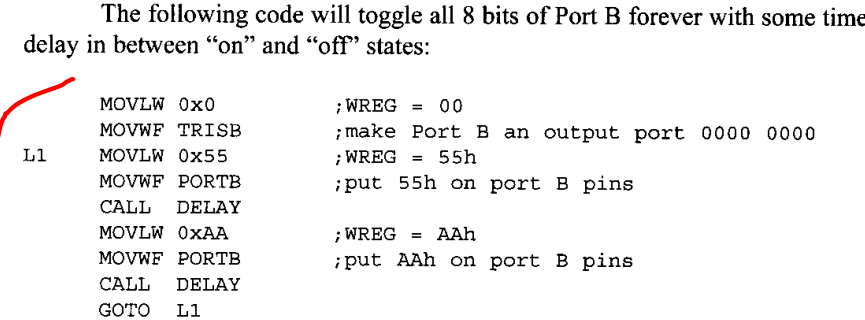 The following code will toggle all 8 bits of Port B forever with some time
delay in between “on” and “off” states:
MOVLW 0x0 ;WREG = 00
MOVWF TRISB ;make Port B an output port 0000 0000
L1 MOVLW 0x55 ;WREG = 55h
MOVWF PORTB ;put 55h on port B pins
CALL DELAY
MOVLW 0xAA ;WREG = AAh
MOVWF PORTB ;put AAh on port B pins
CALL DELAY
GOTO L1